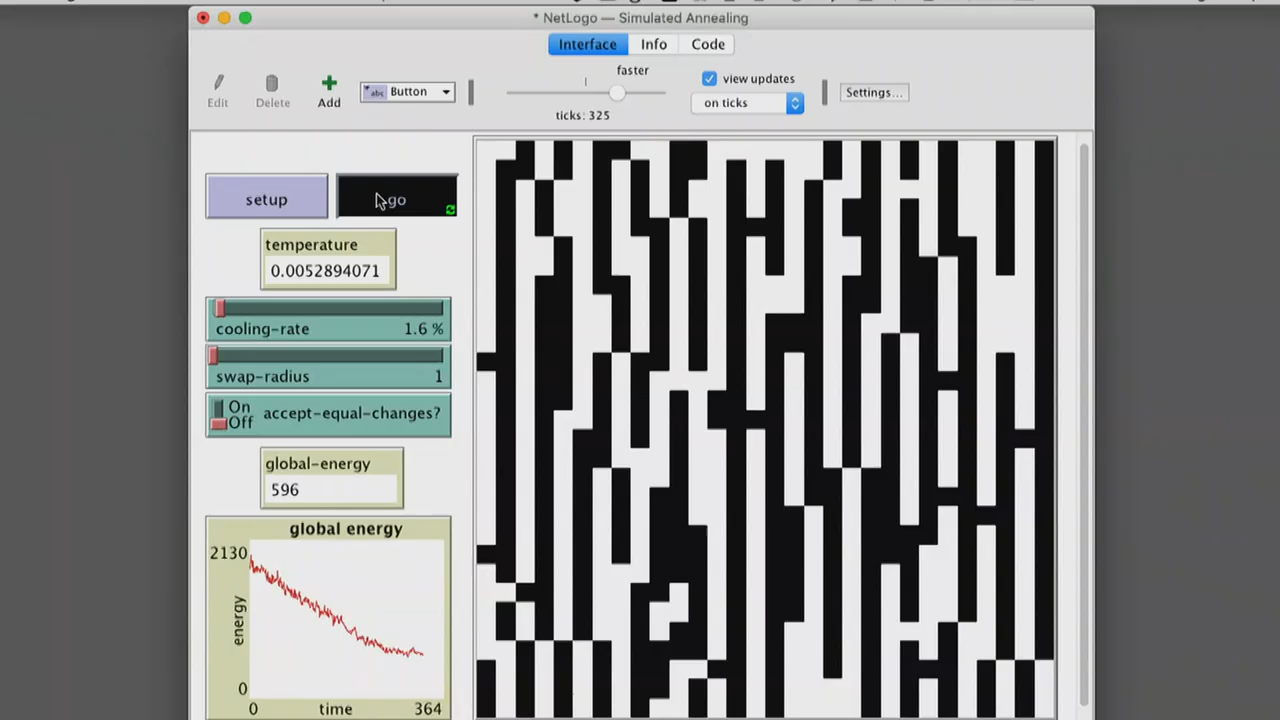 * NetLogo — Simulated Annealing
Interface Info Code
Edit Delete Add abc Button faster ticks: 325 view updates on ticks Settings...
setup go
temperature
0.0052894071
cooling-rate 1.6 %
swap-radius 1
On
Off
accept-equal-changes?
global-energy
596
global energy
2130
energy
0
0 time 364